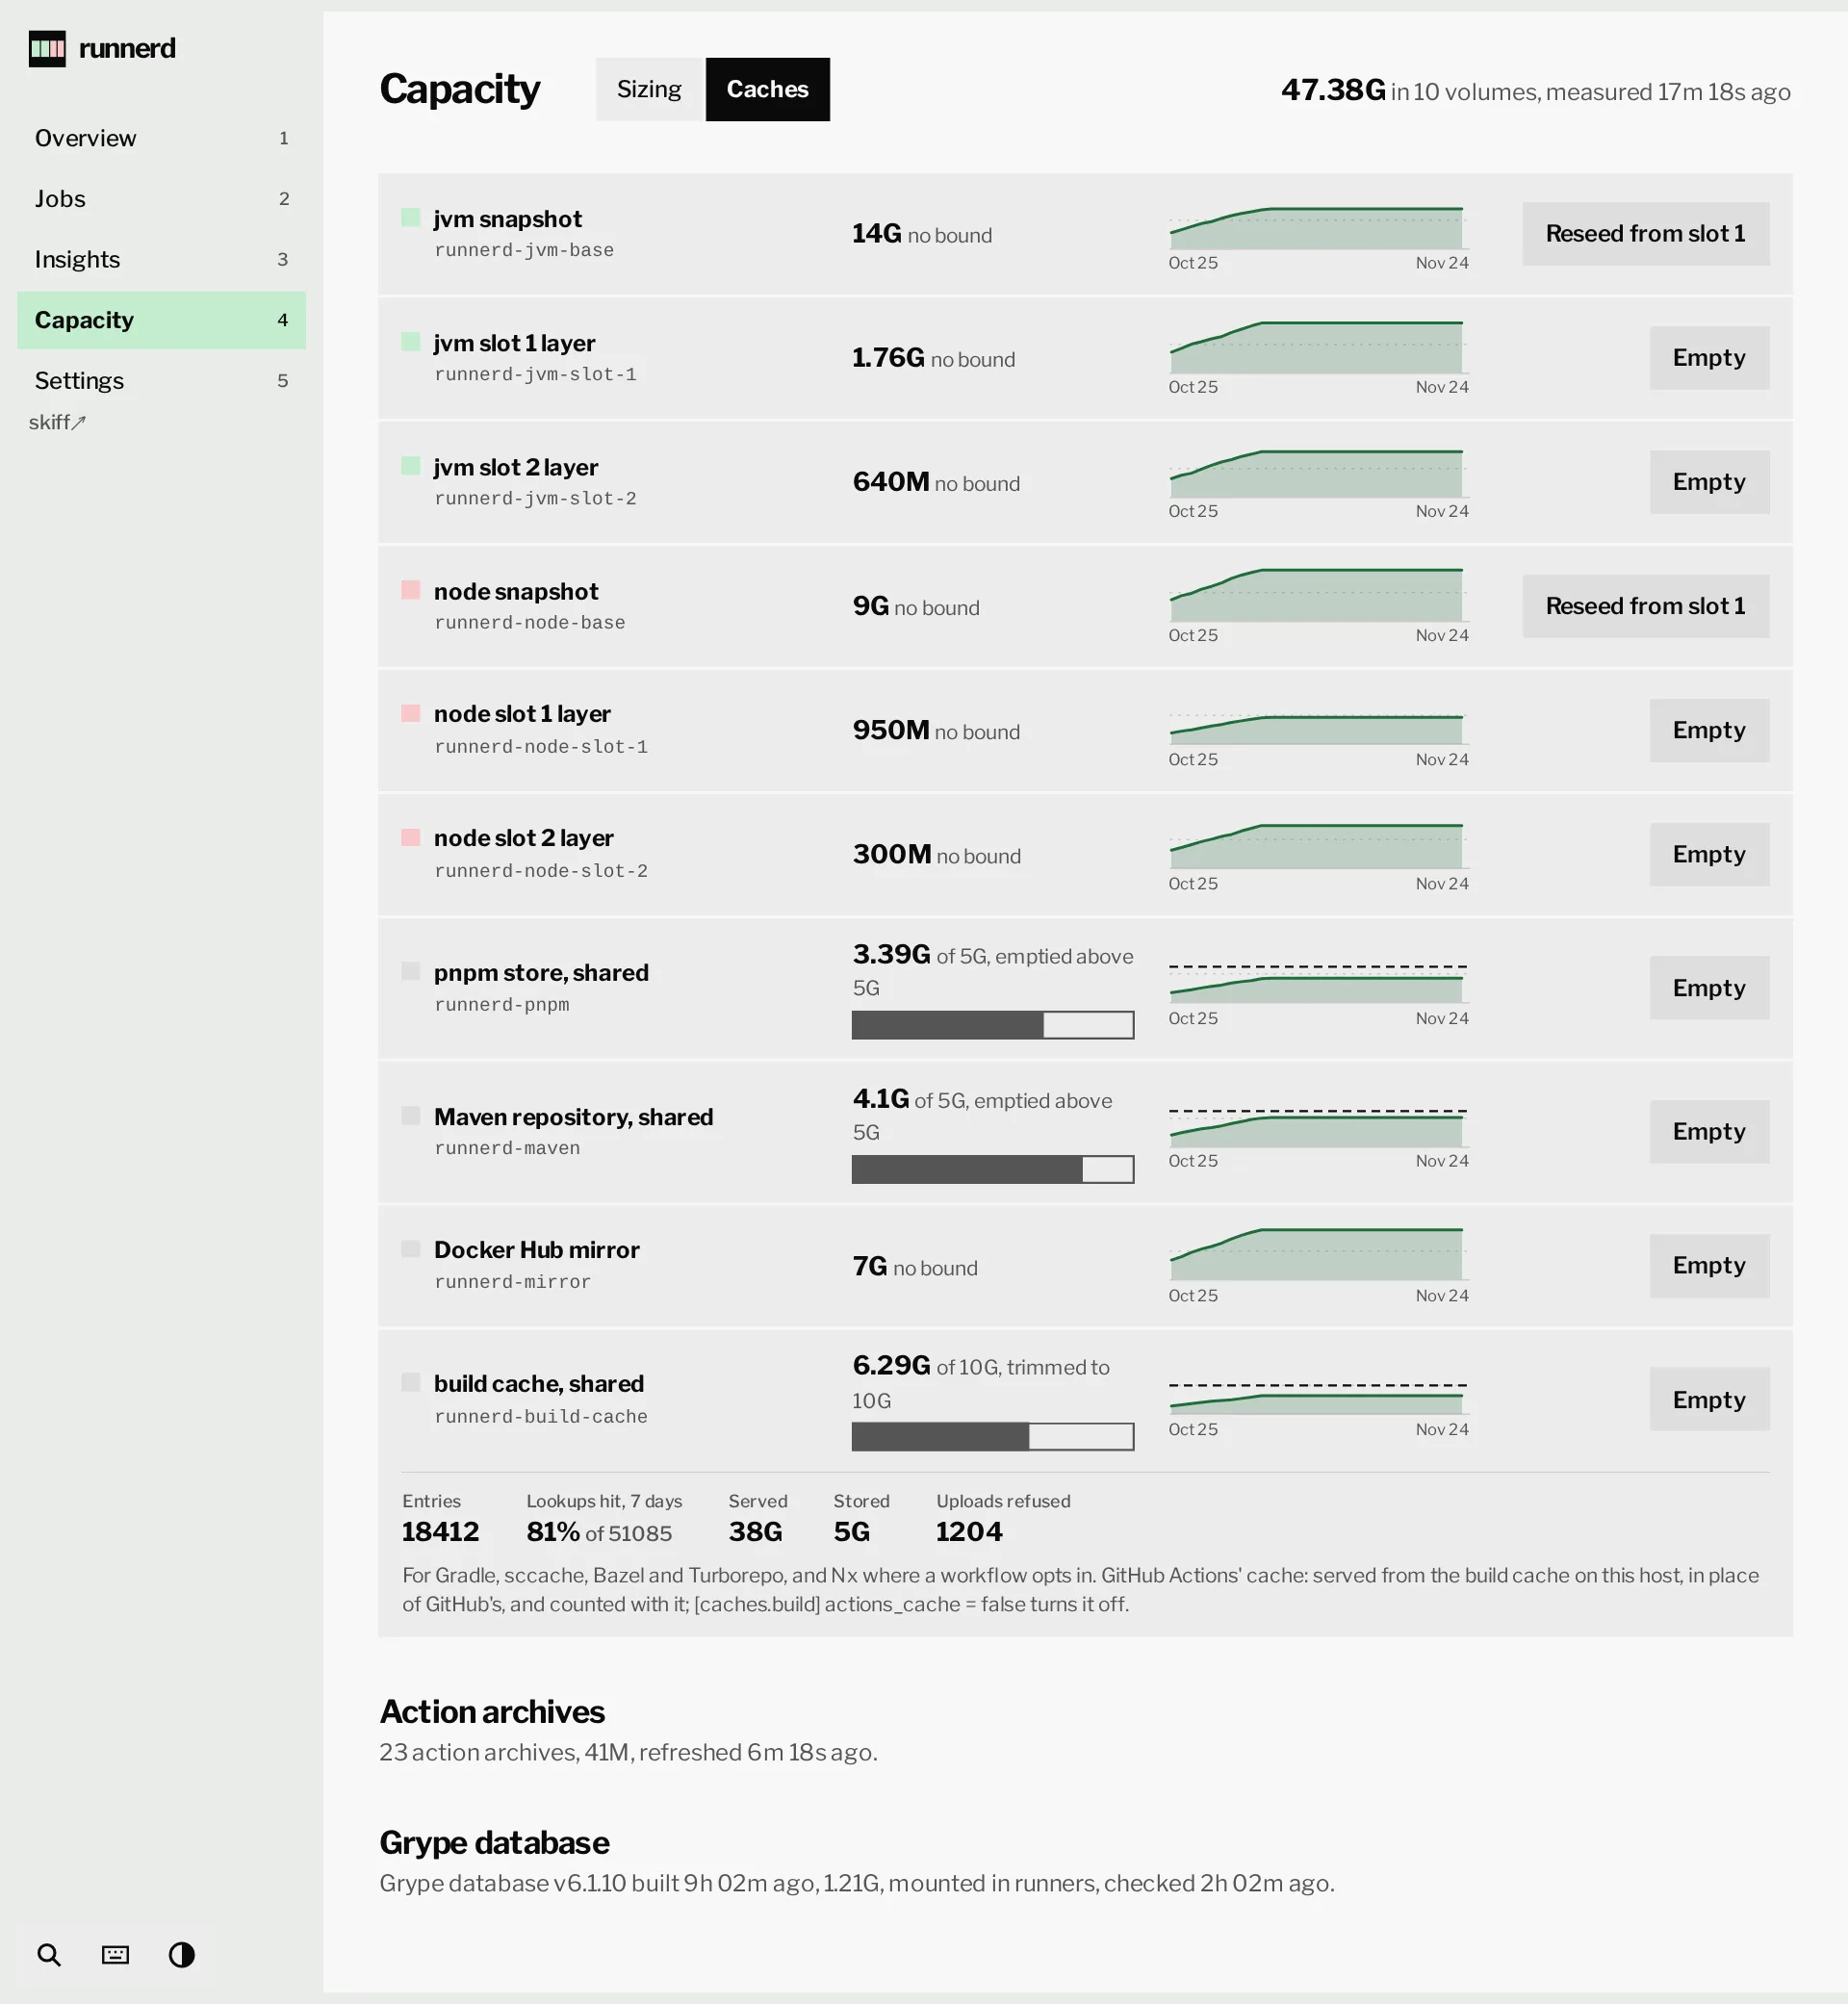 runnerd
Overview 1
Jobs 2
Insights 3
Capacity 4
Settings 5
skiff↗
Capacity
Sizing
Caches
47.38G in 10 volumes, measured 17m 18s ago
jvm snapshot
runnerd-jvm-base
14G no bound
Oct 25 Nov 24
Reseed from slot 1
jvm slot 1 layer
runnerd-jvm-slot-1
1.76G no bound
Oct 25 Nov 24
Empty
jvm slot 2 layer
runnerd-jvm-slot-2
640M no bound
Oct 25 Nov 24
Empty
node snapshot
runnerd-node-base
9G no bound
Oct 25 Nov 24
Reseed from slot 1
node slot 1 layer
runnerd-node-slot-1
950M no bound
Oct 25 Nov 24
Empty
node slot 2 layer
runnerd-node-slot-2
300M no bound
Oct 25 Nov 24
Empty
pnpm store, shared
runnerd-pnpm
3.39G of 5G, emptied above
5G
Oct 25 Nov 24
Empty
Maven repository, shared
runnerd-maven
4.1G of 5G, emptied above
5G
Oct 25 Nov 24
Empty
Docker Hub mirror
runnerd-mirror
7G no bound
Oct 25 Nov 24
Empty
build cache, shared
runnerd-build-cache
6.29G of 10G, trimmed to
10G
Oct 25 Nov 24
Empty
Entries
18412
Lookups hit, 7 days
81% of 51085
Served
38G
Stored
5G
Uploads refused
1204
For Gradle, sccache, Bazel and Turborepo, and Nx where a workflow opts in. GitHub Actions' cache: served from the build cache on this host, in place
of GitHub's, and counted with it; [caches.build] actions_cache = false turns it off.
Action archives
23 action archives, 41M, refreshed 6m 18s ago.
Grype database
Grype database v6.1.10 built 9h 02m ago, 1.21G, mounted in runners, checked 2h 02m ago.